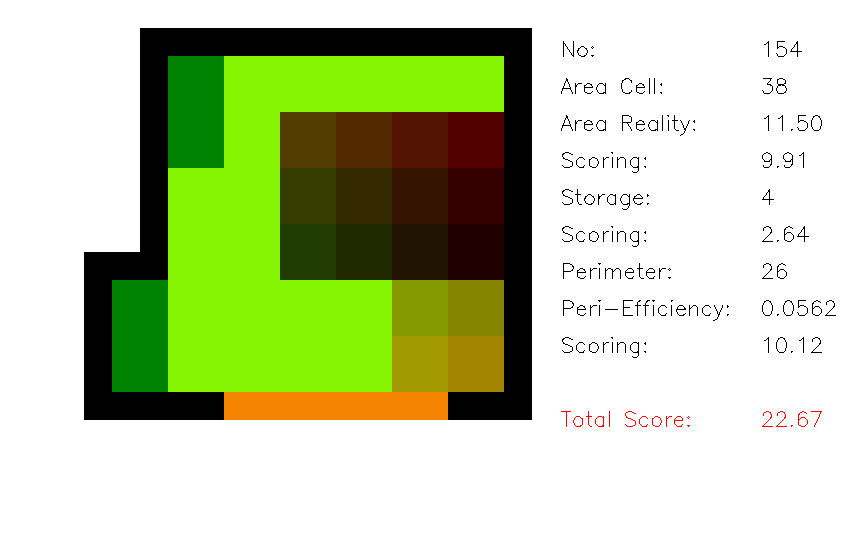 No: 154
Area Cell: 38
Area Reality: 11.50
Scoring: 9.91
Storage: 4
Scoring: 2.64
Perimeter: 26
Peri-Efficiency: 0.0562
Scoring: 10.12
Total Score: 22.67